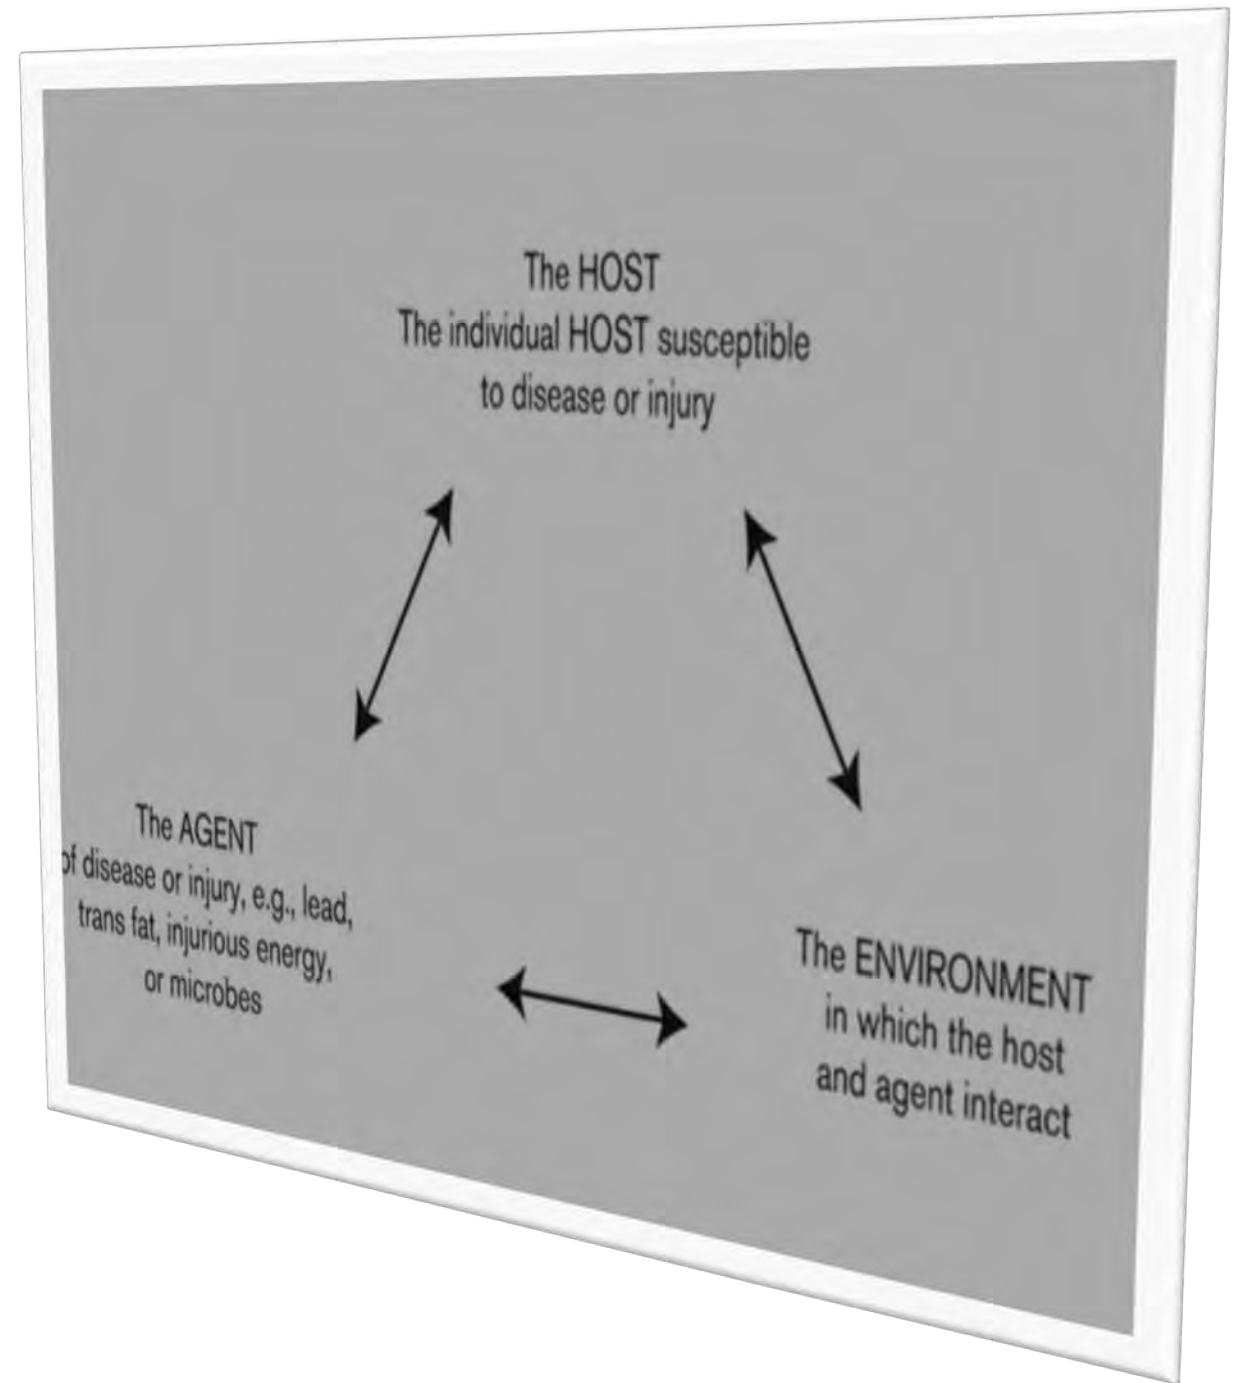 The HOST
The individual HOST susceptible
to disease or injury
The AGENT
of disease or injury, e.g., lead,
trans fat, injurious energy,
or microbes
The ENVIRONMENT
in which the host
and agent interact